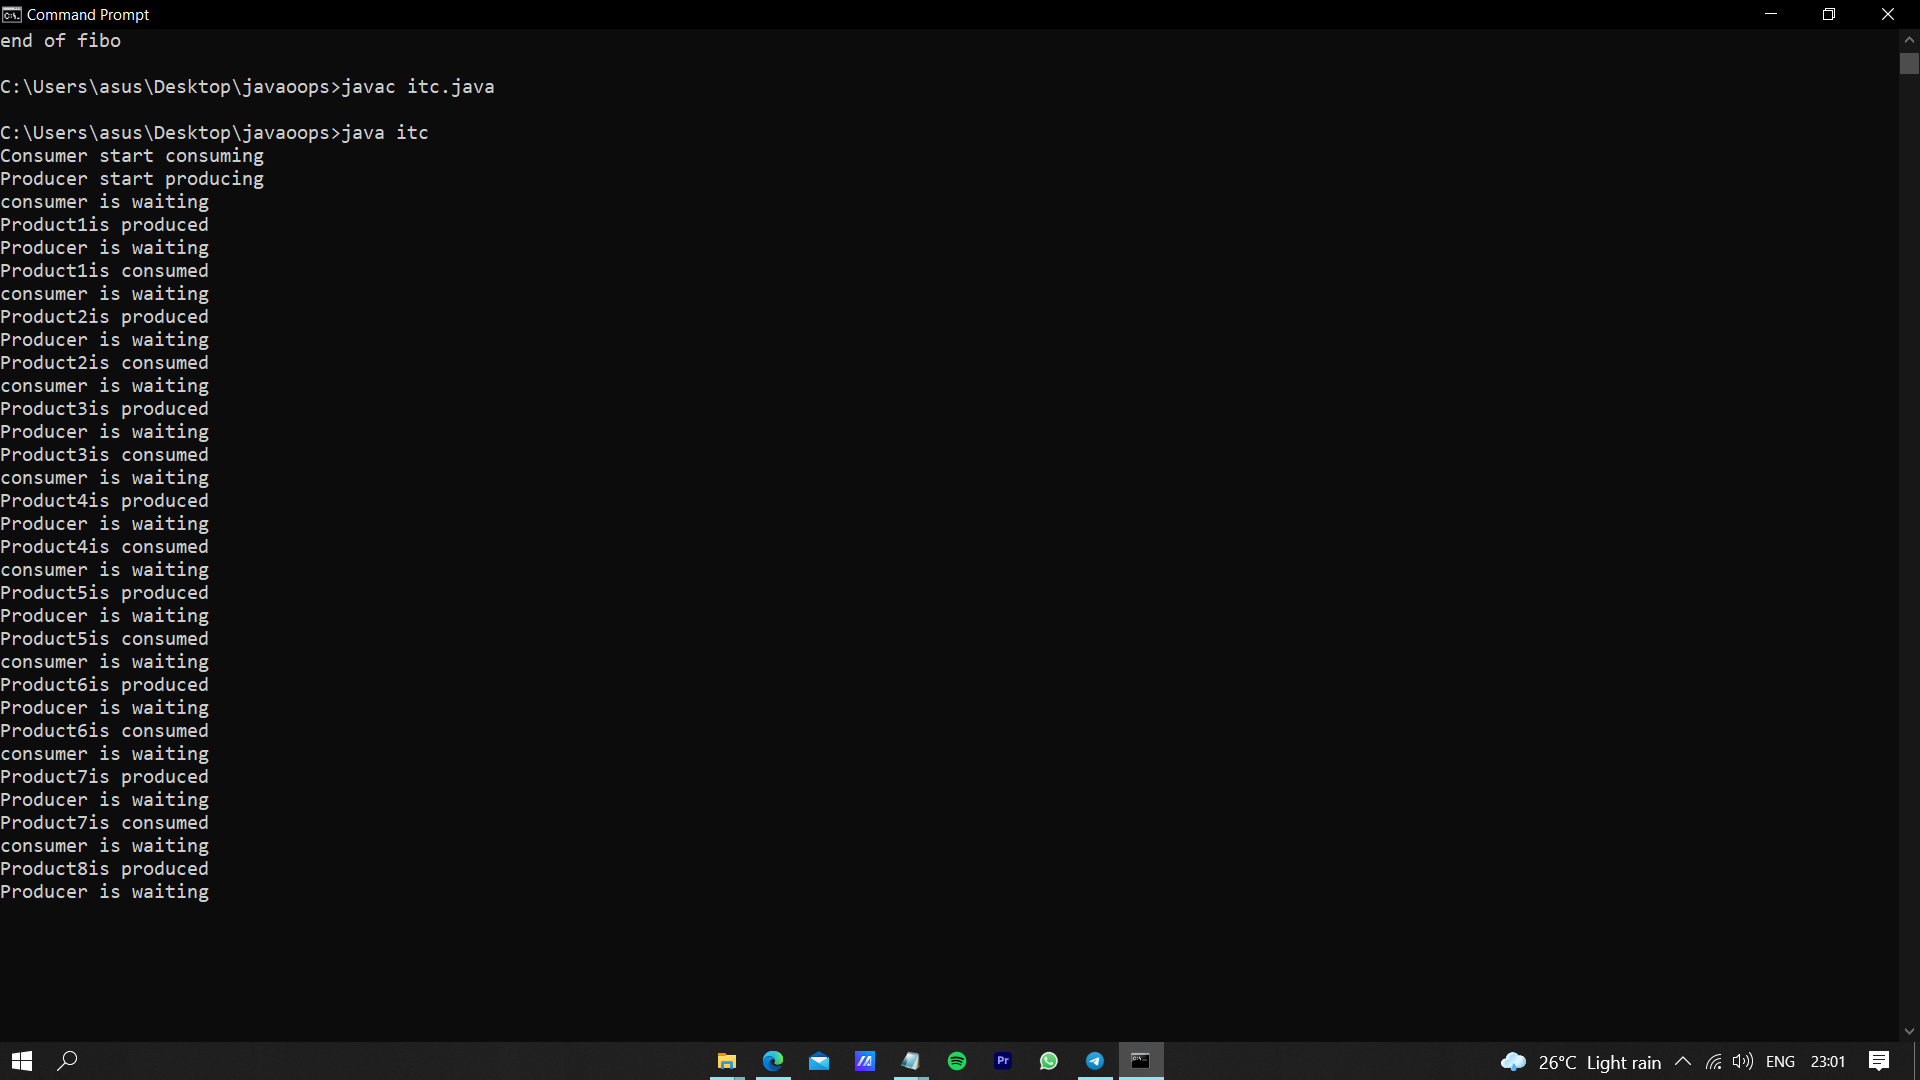 Command Prompt
end of fibo
C:\Users\asus\Desktop\javaoops>javac itc.java
C:\Users\asus\Desktop\javaoops>java itc
Consumer start consuming
Producer start producing
consumer is waiting
Product1is produced
Producer is waiting
Product1is consumed
consumer is waiting
Product2is produced
Producer is waiting
Product2is consumed
consumer is waiting
Product3is produced
Producer is waiting
Product3is consumed
consumer is waiting
Product4is produced
Producer is waiting
Product4is consumed
consumer is waiting
Product5is produced
Producer is waiting
Product5is consumed
consumer is waiting
Product6is produced
Producer is waiting
Product6is consumed
consumer is waiting
Product7is produced
Producer is waiting
Product7is consumed
consumer is waiting
Product8is produced
Producer is waiting
Pr 26°C Light rain ENG 23:01